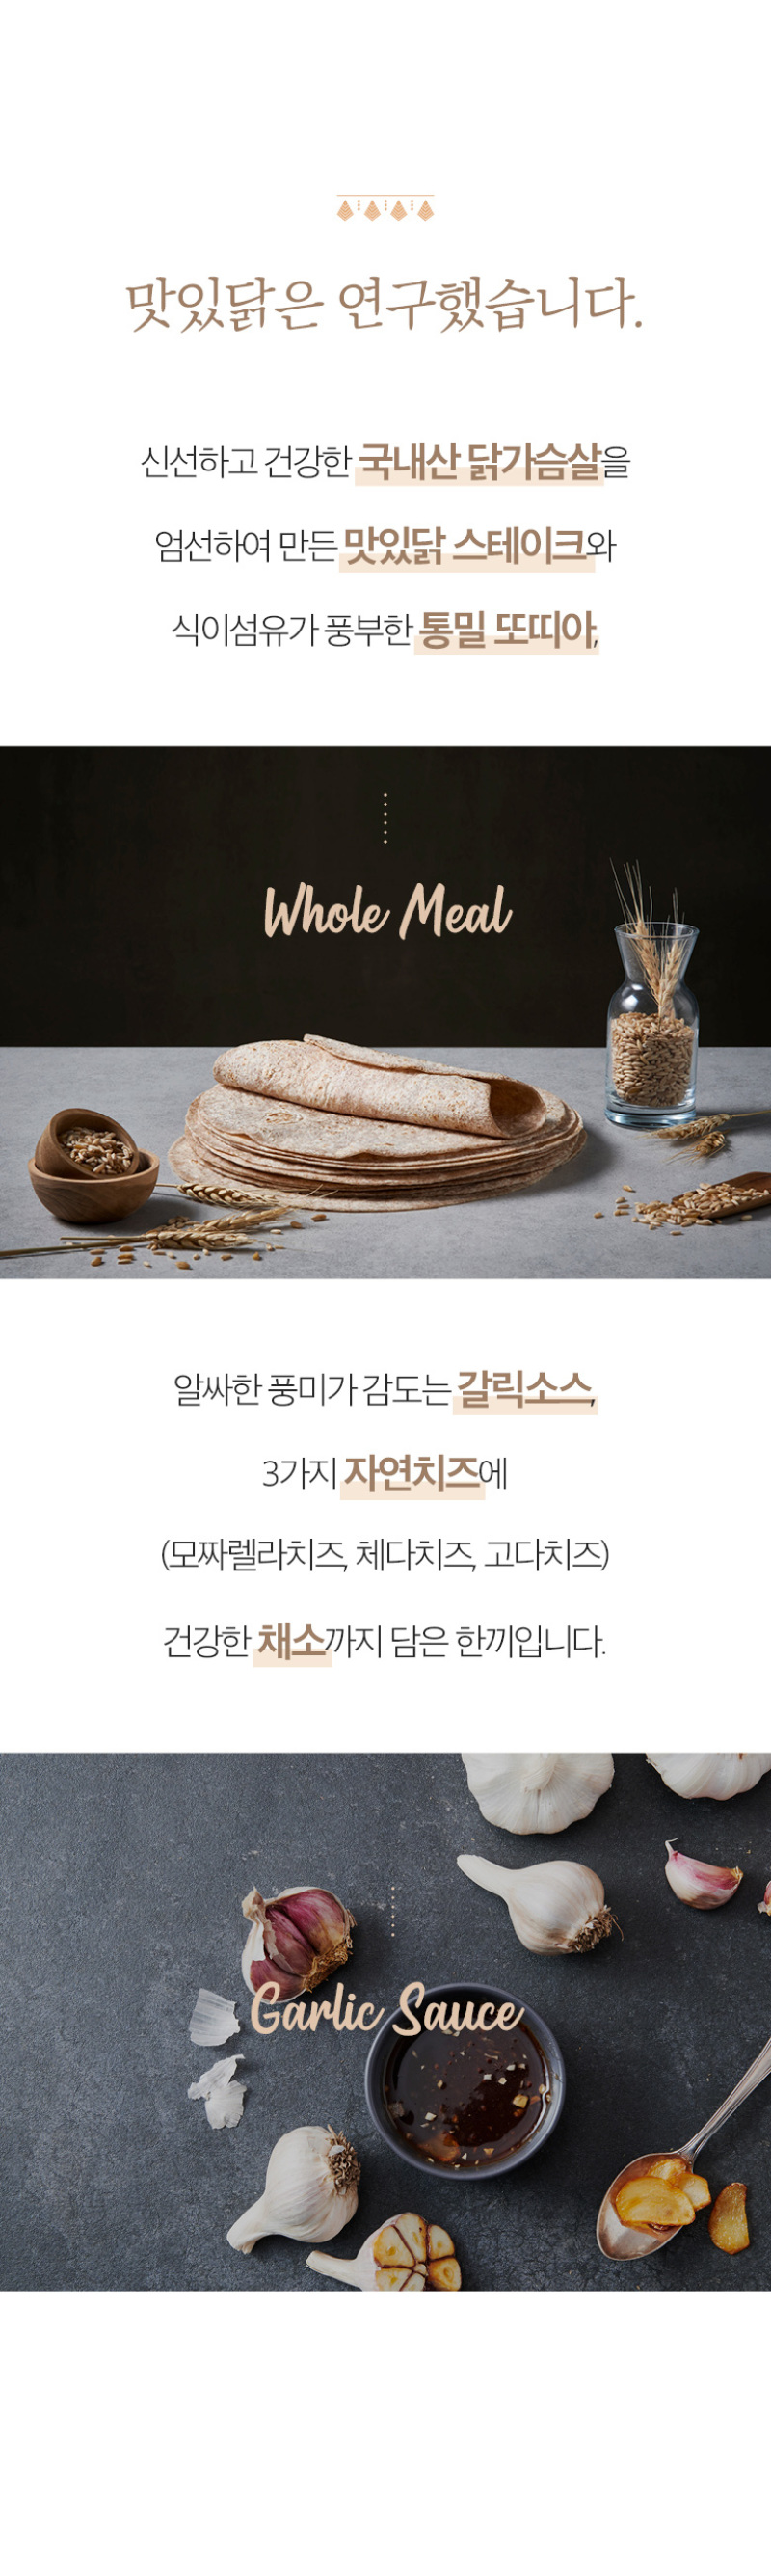 맛있닭은 연구했습니다.
신선하고 건강한 국내산 닭가슴살을
엄선하여 만든 맛있닭 스테이크와
식이섬유가 풍부한 통밀 또띠아,
Whole Meal
알싸한 풍미가 감도는 갈릭소스,
3가지 자연치즈에
(모짜렐라치즈, 체다치즈, 고다치즈)
건강한 채소까지 담은 한끼입니다.
Garlic Sauce